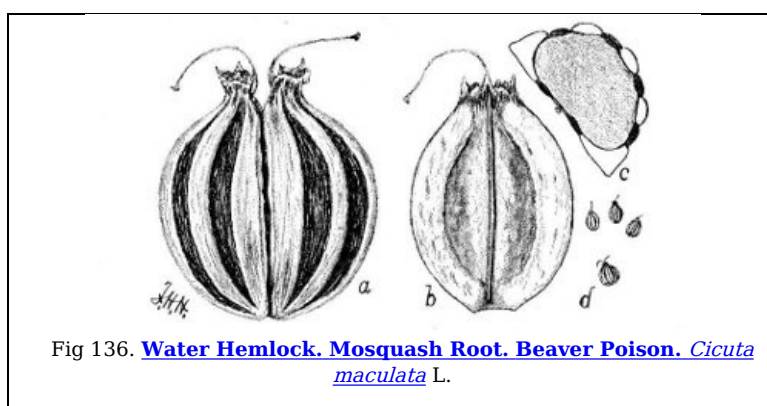 a
b
c
d
Fig 136. Water Hemlock. Mosquash Root. Beaver Poison. Cicuta
maculata L.